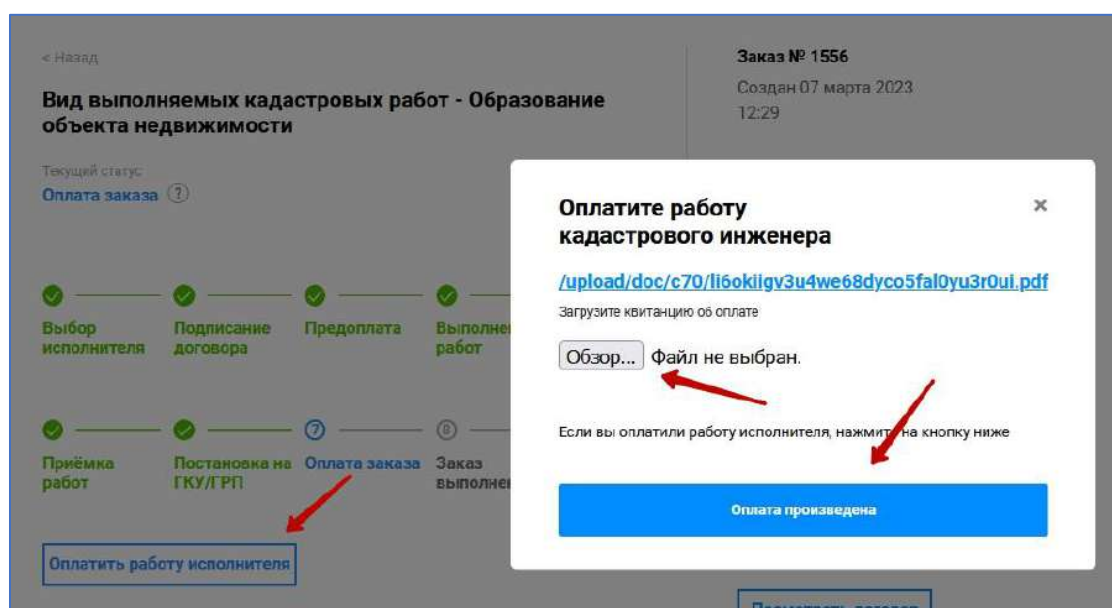 < Назад
Вид выполняемых кадастровых работ - Образование
объекта недвижимости
Текущий статус
Оплата заказа ?
Выбор
исполнителя
Подписание
договора
Предоплата
Выполне
работ
Приёмка
работ
Постановка на
ГКУ/ГРП
7
Оплата заказа
8
Заказ
выполне
Оплатить работу исполнителя
Заказ № 1556
Создан 07 марта 2023
12:29
Оплатите работу
кадастрового инженера
×
/upload/doc/c70/li6okiigv3u4we68dyco5fal0yu3r0ui.pdf
Загрузите квитанцию об оплате
Обзор... Файл не выбран.
Если вы оплатили работу исполнителя, нажмите на кнопку ниже
Оплата произведена